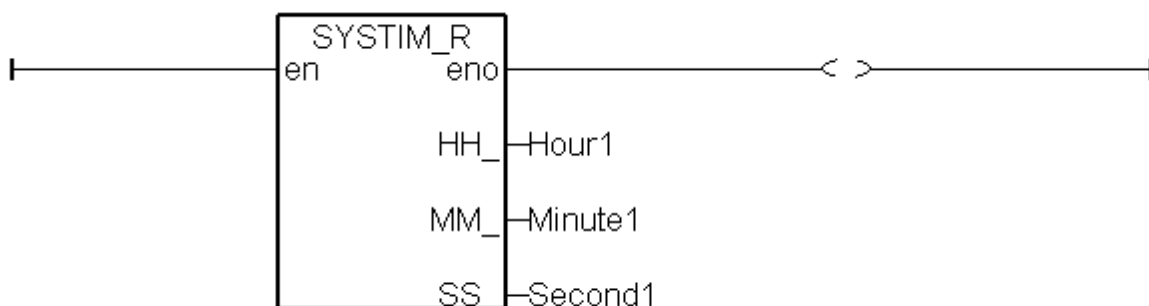 SYSTIM_R
en eno
HH_ Hour1
MM_ Minute1
SS_ Second1